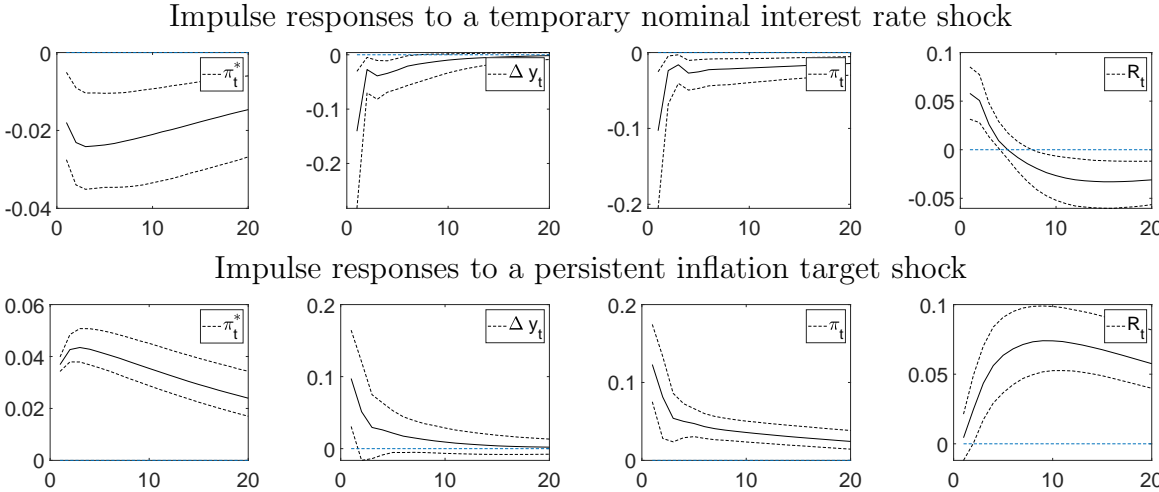 Impulse responses to a temporary nominal interest rate shock
0 -0.02 -0.04 0 10 20 π*t
0 -0.1 -0.2 0 10 20 Δ yt
0 -0.1 -0.2 0 10 20 πt
0.1 0.05 0 -0.05 0 10 20 Rt
Impulse responses to a persistent inflation target shock
0.06 0.04 0.02 0 0 10 20 π*t
0.2 0.1 0 0 10 20 Δ yt
0.2 0.1 0 0 10 20 πt
0.1 0.05 0 0 10 20 Rt